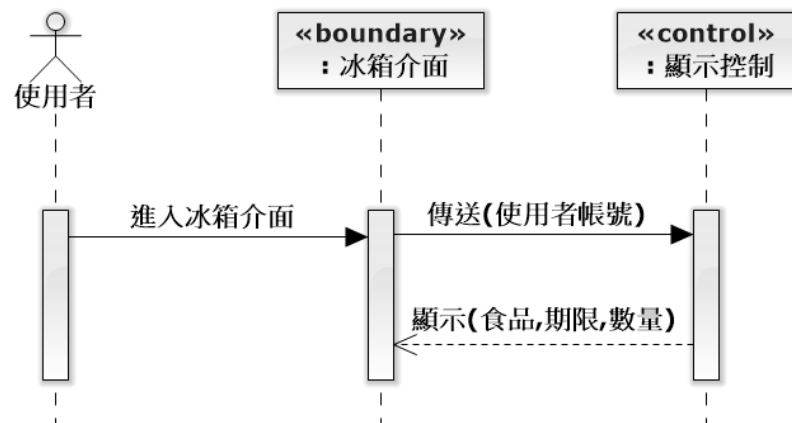 «boundary»
: 冰箱介面
«control»
: 顯示控制
使用者
進入冰箱介面
傳送(使用者帳號)
顯示(食品,期限,數量)